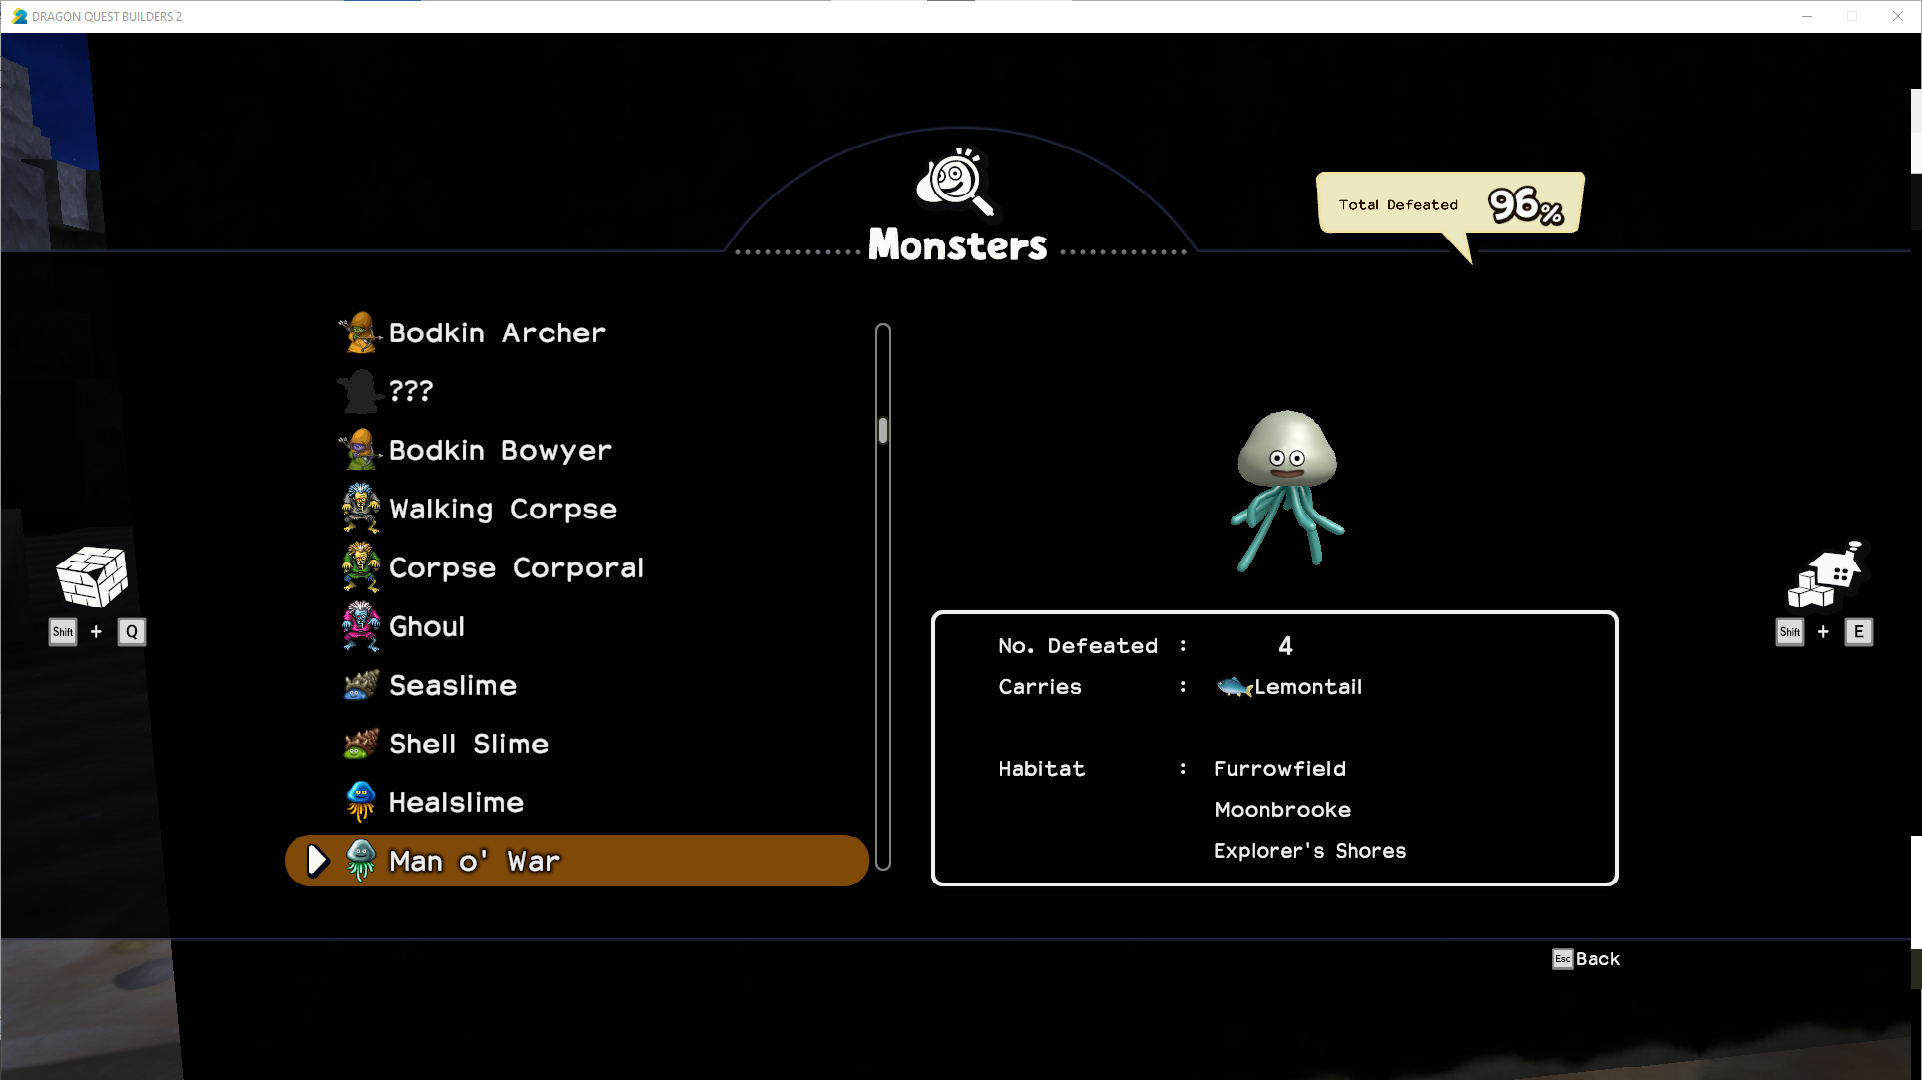 DRAGON QUEST BUILDERS 2
Total Defeated 96%
Monsters
Bodkin Archer
???
Bodkin Bowyer
Walking Corpse
Corpse Corporal
Ghoul
Seaslime
Shell Slime
Healslime
Man o' War
No. Defeated : 4
Carries : Lemontail
Habitat : Furrowfield
Moonbrooke
Explorer's Shores
Shift + Q
Shift + E
Esc Back